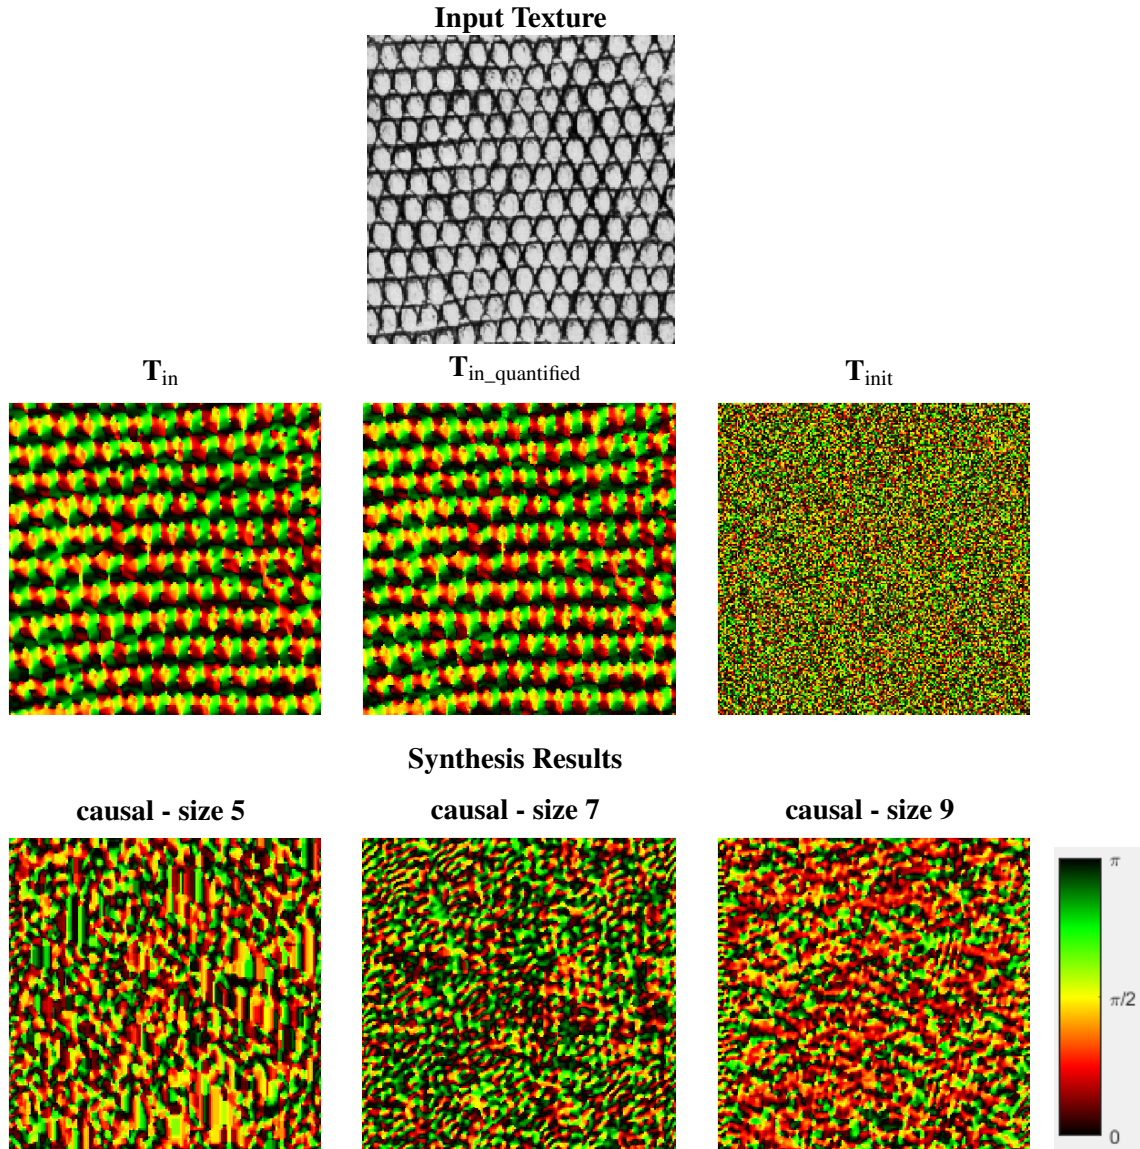 Input Texture
T_in
T_in_quantified
T_init
Synthesis Results
causal - size 5
causal - size 7
causal - size 9
π
π/2
0